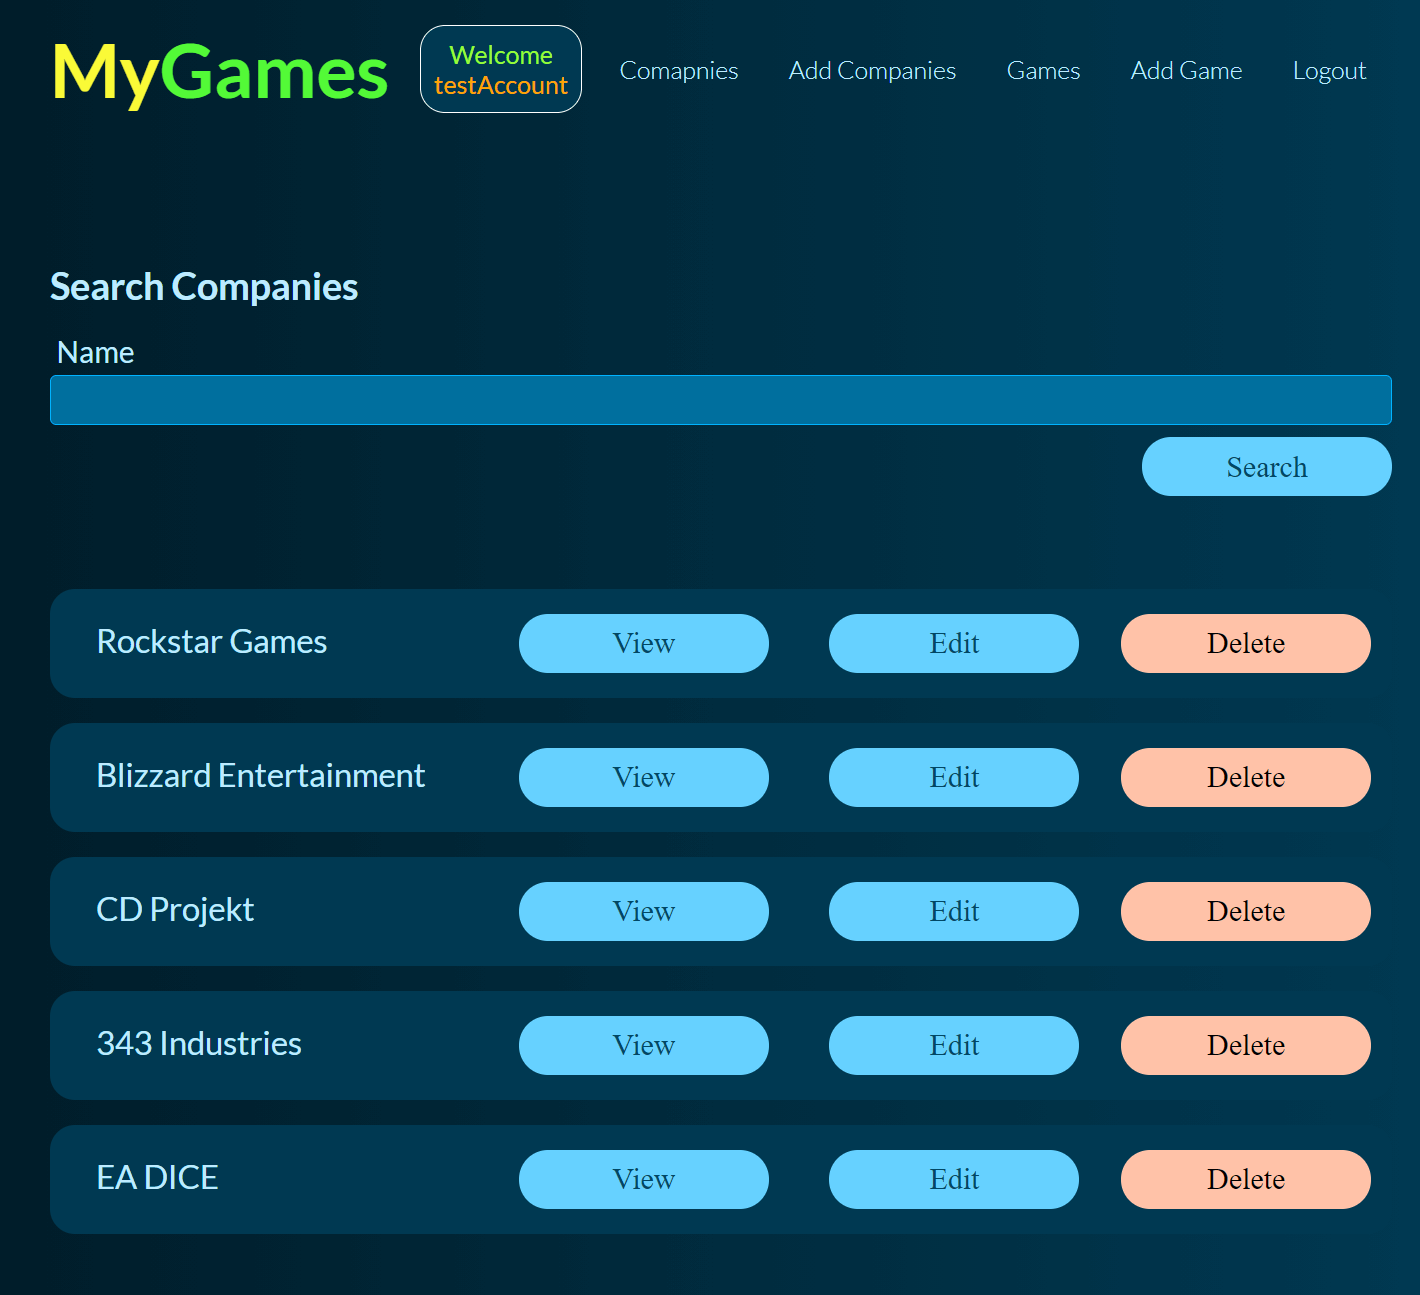 MyGames
Welcome
testAccount
Comapnies
Add Companies
Games
Add Game
Logout
Search Companies
Name
Search
Rockstar Games View Edit Delete
Blizzard Entertainment View Edit Delete
CD Projekt View Edit Delete
343 Industries View Edit Delete
EA DICE View Edit Delete